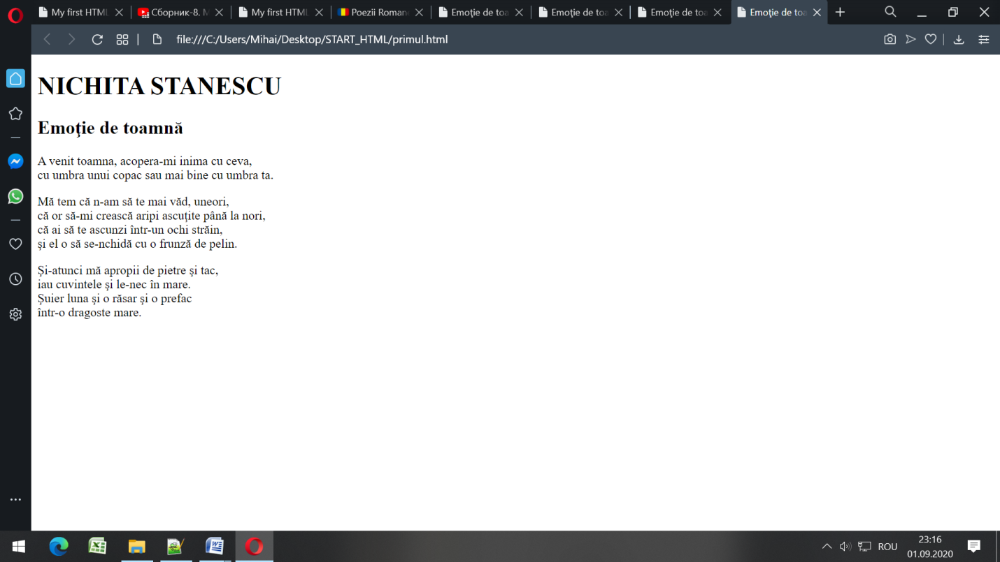 My first HTML
Сборник-8. М
My first HTML
Poezii Roman
Emoţie de toa
Emoţie de toa
Emoţie de toa
Emoţie de toa
file:///C:/Users/Mihai/Desktop/START_HTML/primul.html
NICHITA STANESCU
Emoţie de toamnă
A venit toamna, acopera-mi inima cu ceva,
cu umbra unui copac sau mai bine cu umbra ta.
Mă tem că n-am să te mai văd, uneori,
că or să-mi crească aripi ascuţite până la nori,
că ai să te ascunzi într-un ochi străin,
şi el o să se-nchidă cu o frunză de pelin.
Şi-atunci mă apropii de pietre şi tac,
iau cuvintele şi le-nec în mare.
Şuier luna şi o răsar şi o prefac
într-o dragoste mare.
ROU
23:16
01.09.2020